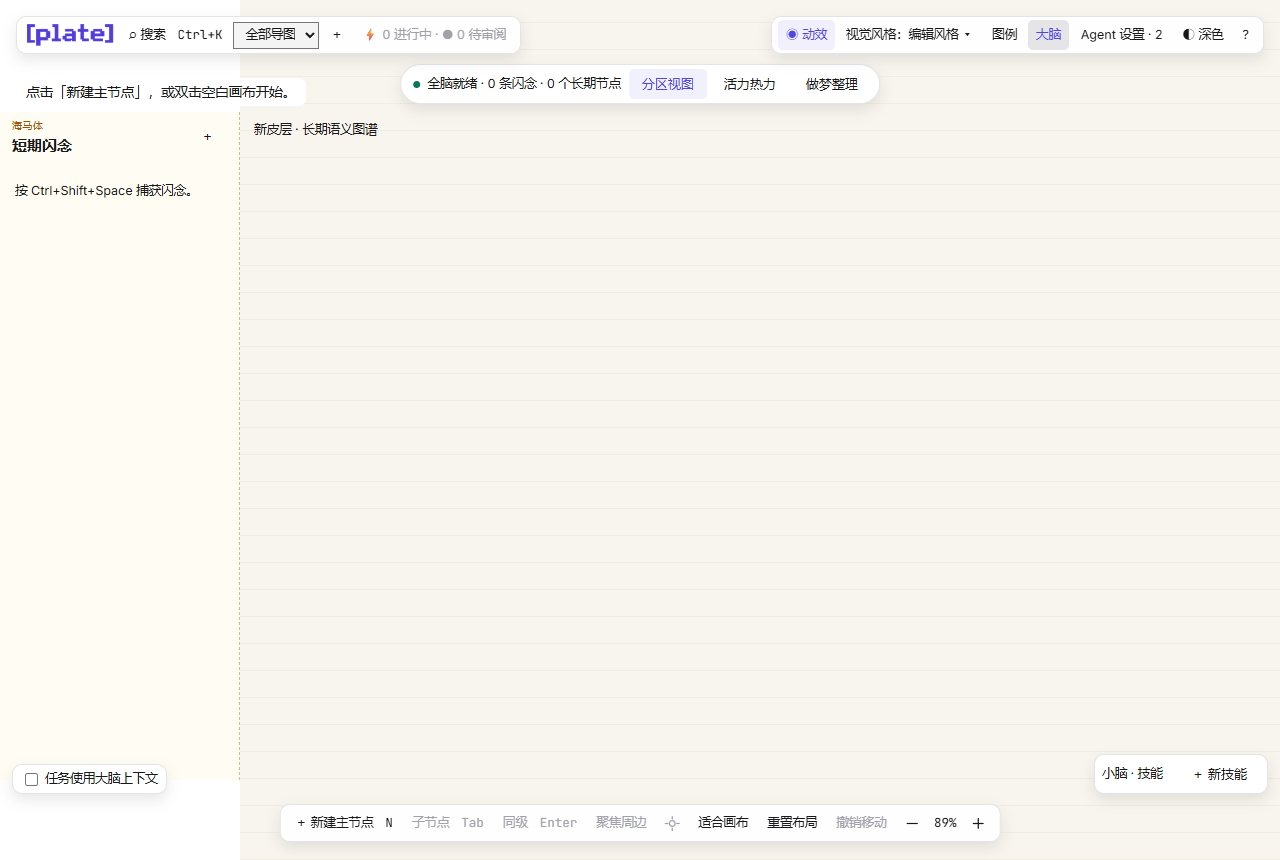 [plate] ⌕ 搜索 Ctrl+K 全部导图 + 0 进行中 · 0 待审阅
◉ 动效 视觉风格：编辑风格 图例 大脑 Agent 设置 · 2 ◐ 深色 ?
全脑就绪 · 0 条闪念 · 0 个长期节点 分区视图 活力热力 做梦整理
点击「新建主节点」，或双击空白画布开始。
海马体
短期闪念 +
新皮层 · 长期语义图谱
按 Ctrl+Shift+Space 捕获闪念。
任务使用大脑上下文
小脑 · 技能 + 新技能
+ 新建主节点 N 子节点 Tab 同级 Enter 聚焦周边 适合画布 重置布局 撤销移动 — 89% +